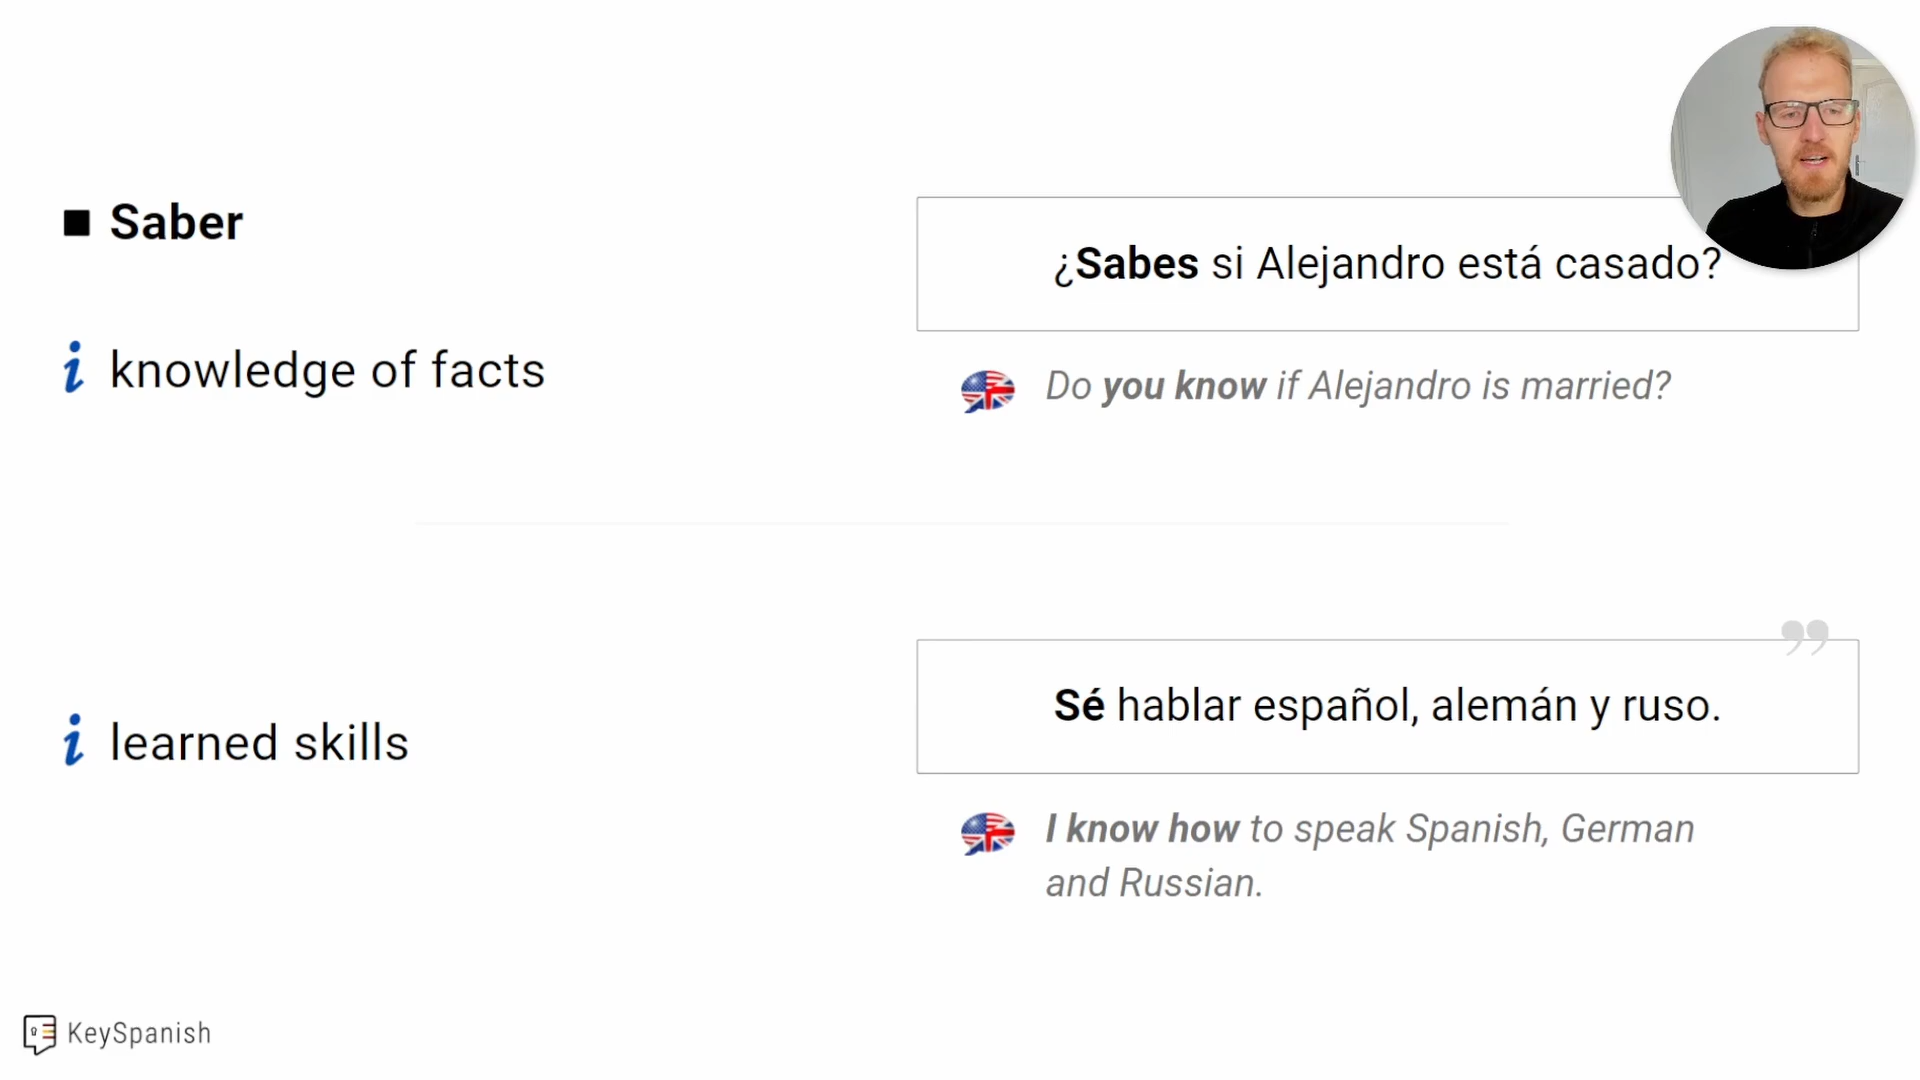 Saber
¿Sabes si Alejandro está casado?
knowledge of facts
Do you know if Alejandro is married?
Sé hablar español, alemán y ruso.
learned skills
I know how to speak Spanish, German
and Russian.
KeySpanish